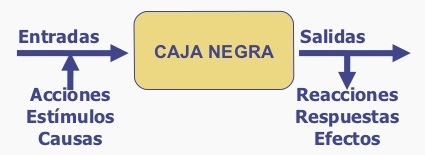 Entradas
Acciones
Estímulos
Causas
CAJA NEGRA
Salidas
Reacciones
Respuestas
Efectos